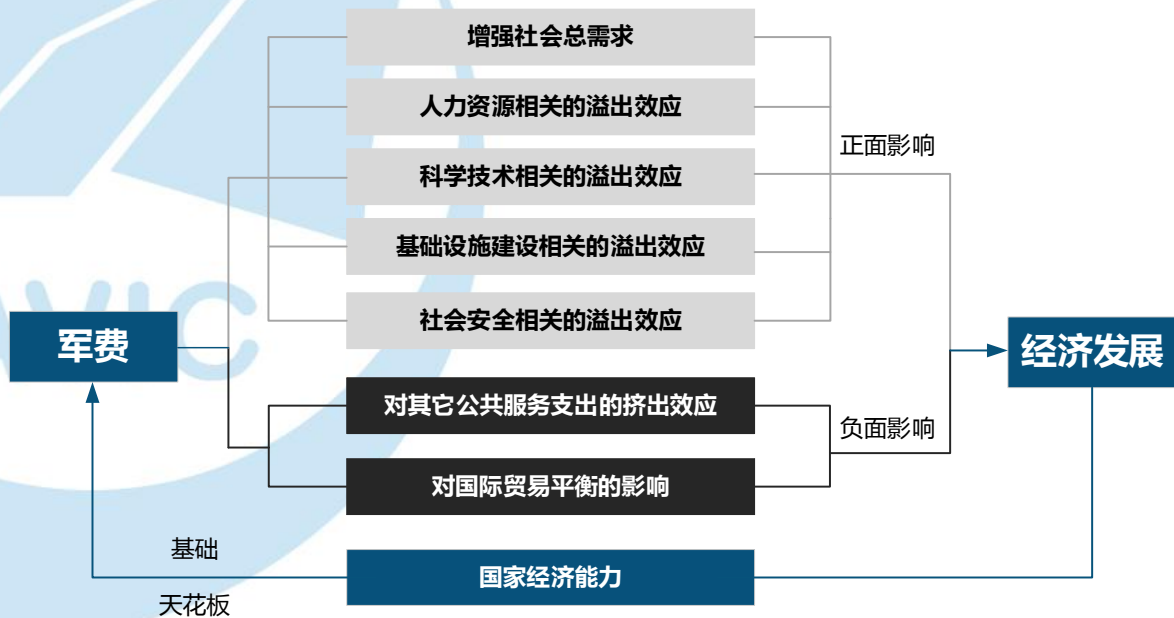 增强社会总需求
人力资源相关的溢出效应
正面影响
科学技术相关的溢出效应
基础设施建设相关的溢出效应
社会安全相关的溢出效应
AVIC
军费
经济发展
对其它公共服务支出的挤出效应
负面影响
对国际贸易平衡的影响
基础
国家经济能力
天花板